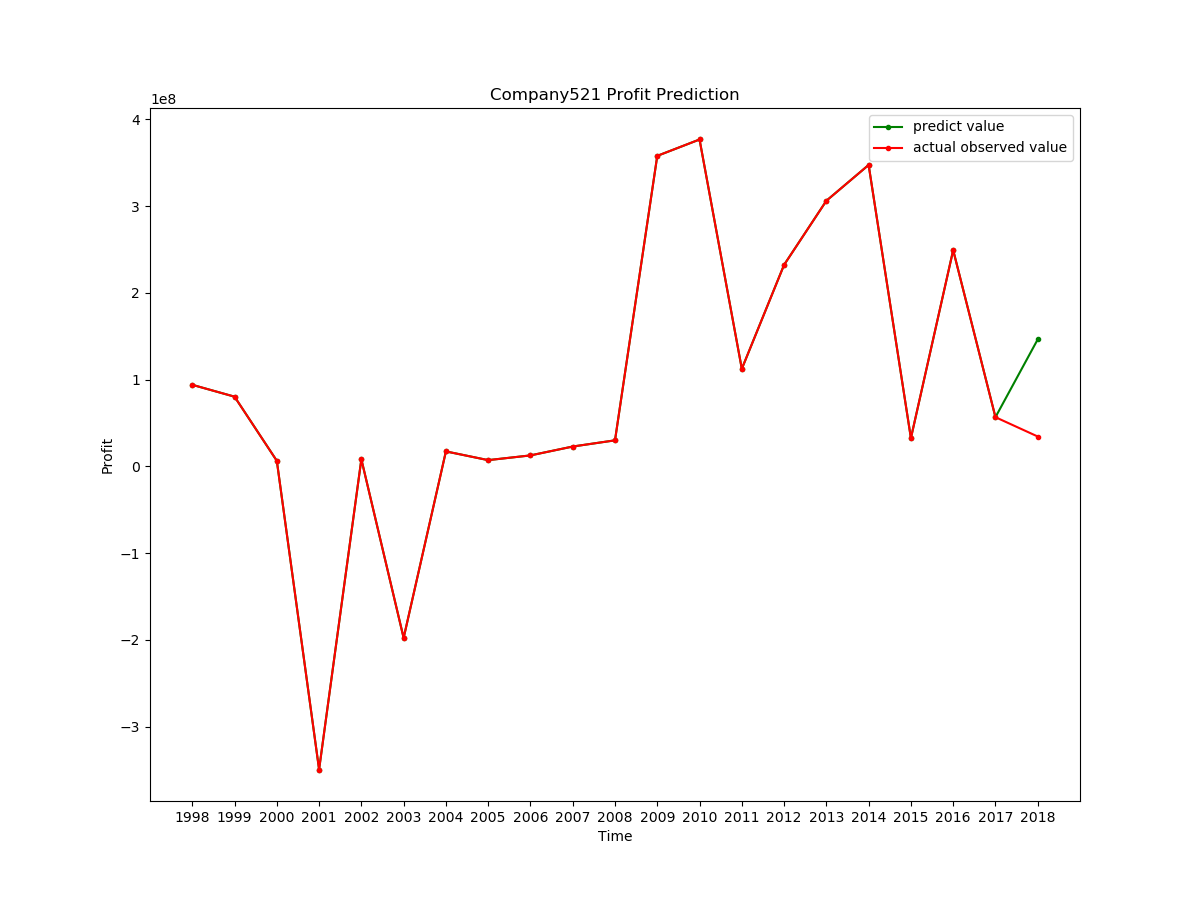 Company521 Profit Prediction
1e8
predict value
actual observed value
4
3
2
1
0
−1
−2
−3
Profit
1998 1999 2000 2001 2002 2003 2004 2005 2006 2007 2008 2009 2010 2011 2012 2013 2014 2015 2016 2017 2018
Time